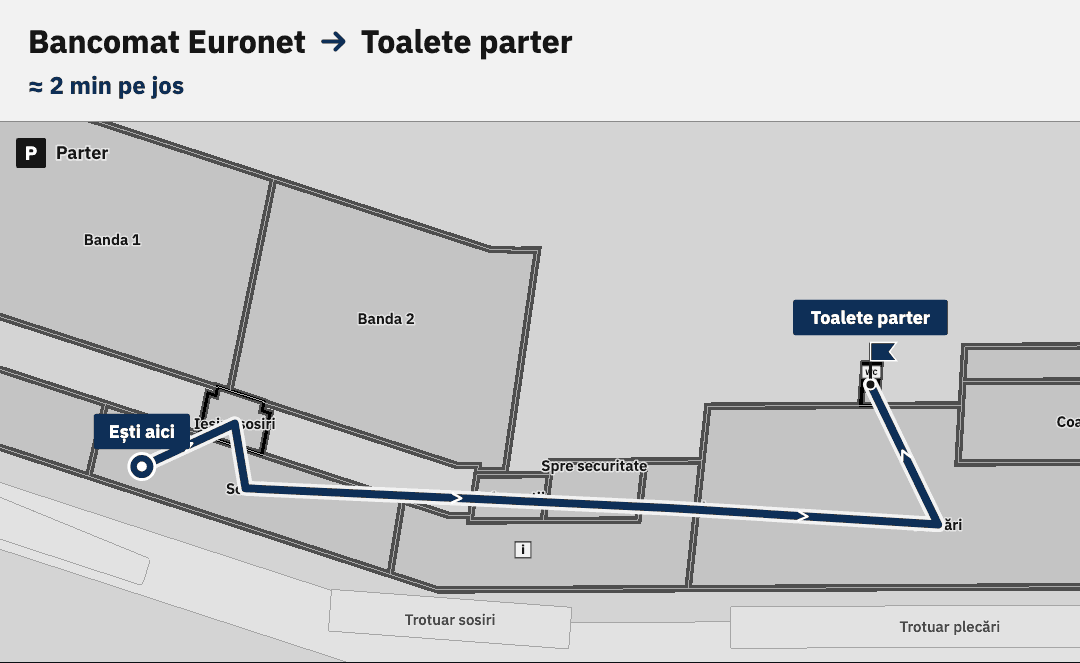 Bancomat Euronet → Toalete parter
≈ 2 min pe jos
P Parter
Banda 1
Banda 2
Toalete parter
WC
Ești aici
Spre securitate
i
Trotuar sosiri
Trotuar plecări